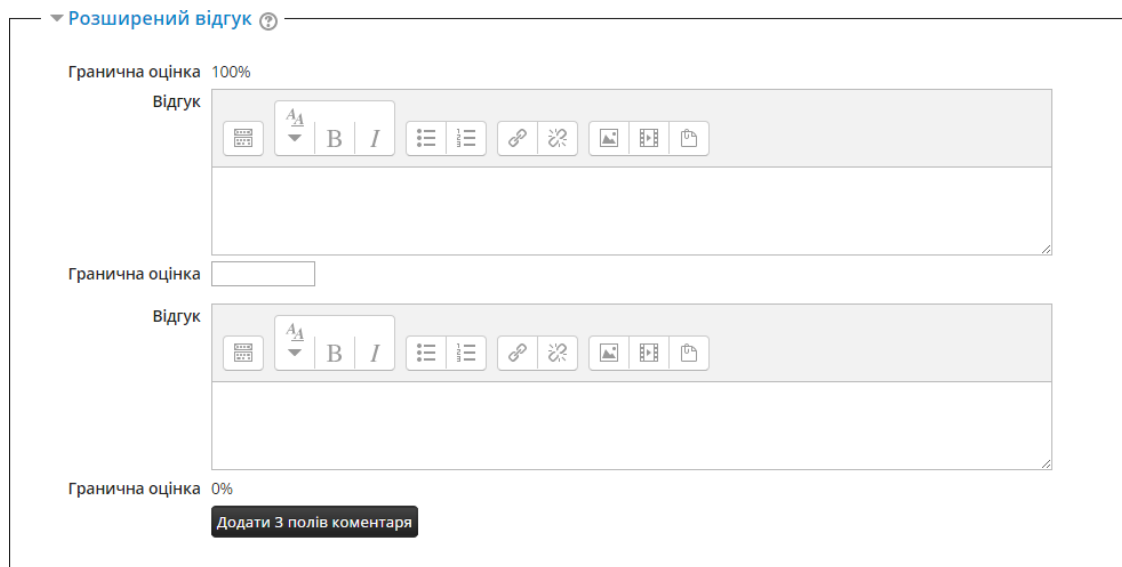 Розширений відгук
Гранична оцінка 100%
Відгук
Гранична оцінка
Відгук
Гранична оцінка 0%
Додати 3 полів коментаря